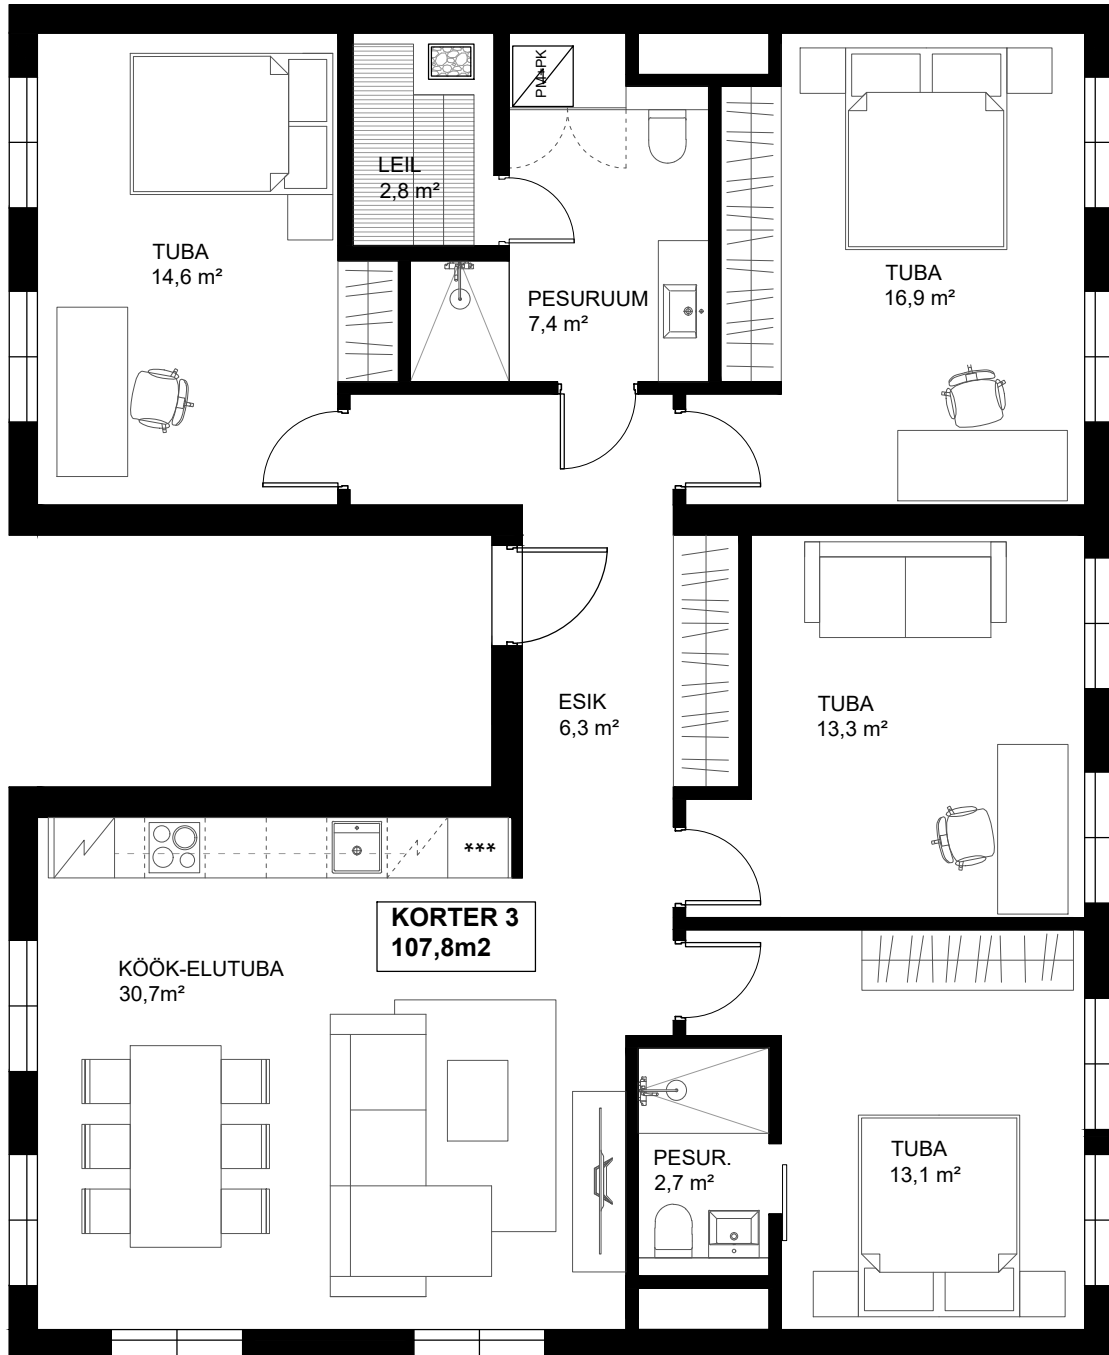 PM+PK
LEIL
2,8 m²
TUBA
14,6 m²
PESURUUM
7,4 m²
TUBA
16,9 m²
ESIK
6,3 m²
TUBA
13,3 m²
***
KORTER 3
107,8m2
KÖÖK-ELUTUBA
30,7m²
PESUR.
2,7 m²
TUBA
13,1 m²